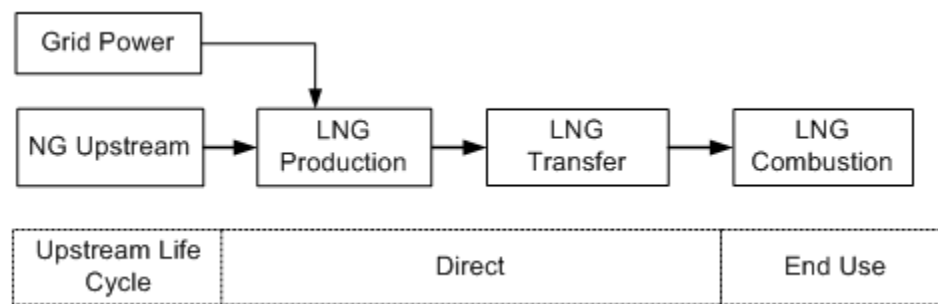 Grid Power
NG Upstream
LNG
Production
LNG
Transfer
LNG
Combustion
Upstream Life
Cycle
Direct
End Use